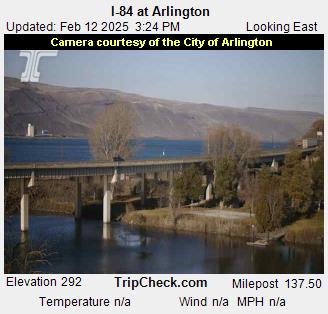 I-84 at Arlington
Updated: Feb 12 2025 3:24 PM Looking East
Camera courtesy of the City of Arlington
Elevation 292 TripCheck.com Milepost 137.50
Temperature n/a Wind n/a MPH n/a